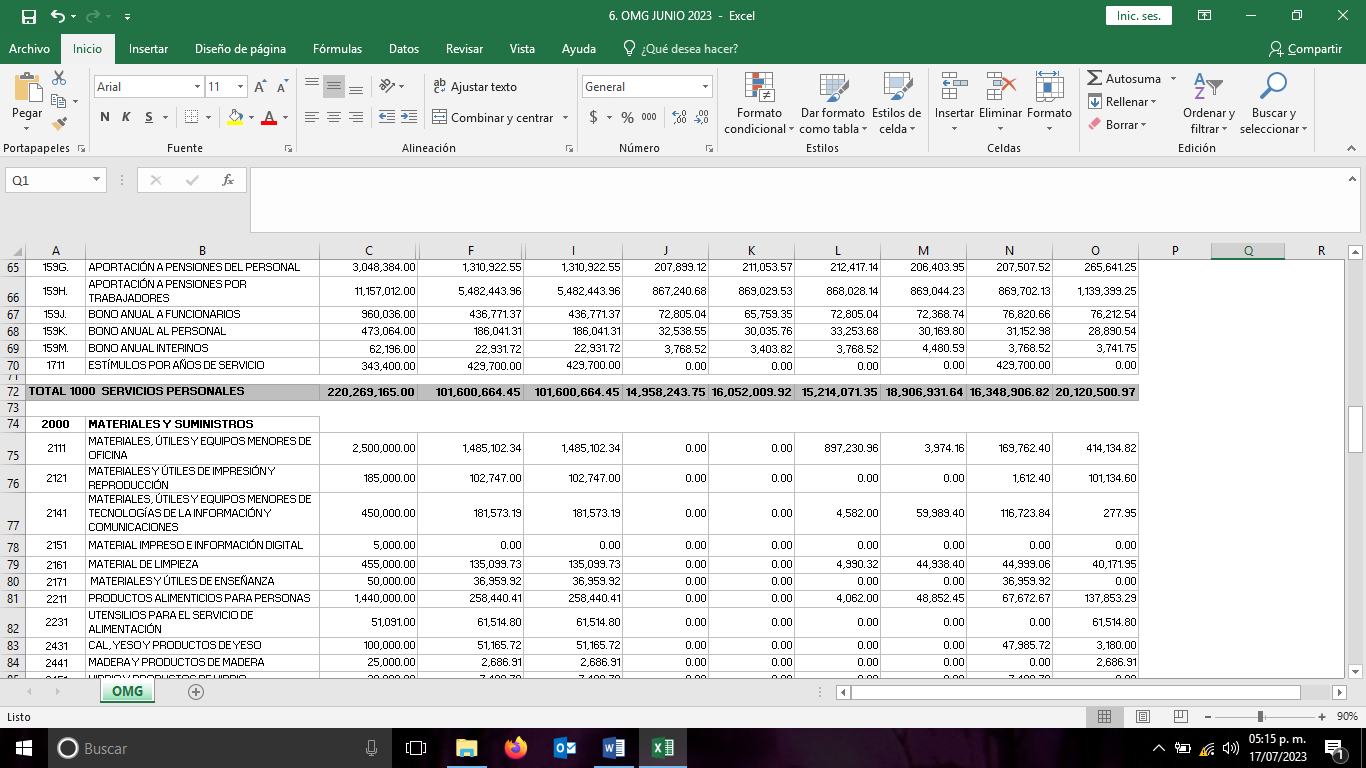 6. OMG JUNIO 2023 - Excel
Inic. ses.
Archivo Inicio Insertar Diseño de página Fórmulas Datos Revisar Vista Ayuda ¿Qué desea hacer? Compartir
Pegar
Arial 11
N K S
A A
Ajustar texto
Combinar y centrar
General
$ % 000
Formato condicional
Dar formato como tabla
Estilos de celda
Insertar Eliminar Formato
Autosuma
Rellenar
Borrar
Ordenar y filtrar
Buscar y seleccionar
Portapapeles Fuente Alineación Número Estilos Celdas Edición
Q1 fx
A B C F I J K L M N O P Q R
65 159G. APORTACIÓN A PENSIONES DEL PERSONAL 3,048,384.00 1,310,922.55 1,310,922.55 207,899.12 211,053.57 212,417.14 206,403.95 207,507.52 265,641.25
66 159H. APORTACIÓN A PENSIONES POR
TRABAJADORES 11,157,012.00 5,482,443.96 5,482,443.96 867,240.68 869,029.53 868,028.14 869,044.23 869,702.13 1,139,399.25
67 159J. BONO ANUAL A FUNCIONARIOS 960,036.00 436,771.37 436,771.37 72,805.04 65,759.35 72,805.04 72,368.74 76,820.66 76,212.54
68 159K. BONO ANUAL AL PERSONAL 473,064.00 186,041.31 186,041.31 32,538.55 30,035.76 33,253.68 30,169.80 31,152.98 28,890.54
69 159M. BONO ANUAL INTERINOS 62,196.00 22,931.72 22,931.72 3,768.52 3,403.82 3,768.52 4,480.59 3,768.52 3,741.75
70 1711 ESTÍMULOS POR AÑOS DE SERVICIO 343,400.00 429,700.00 429,700.00 0.00 0.00 0.00 0.00 429,700.00 0.00
71
72 TOTAL 1000 SERVICIOS PERSONALES 220,269,165.00 101,600,664.45 101,600,664.45 14,958,243.75 16,052,009.92 15,214,071.35 18,906,931.64 16,348,906.82 20,120,500.97
73
74 2000 MATERIALES Y SUMINISTROS
75 2111 MATERIALES, ÚTILES Y EQUIPOS MENORES DE
OFICINA 2,500,000.00 1,485,102.34 1,485,102.34 0.00 0.00 897,230.96 3,974.16 169,762.40 414,134.82
76 2121 MATERIALES Y ÚTILES DE IMPRESIÓN Y
REPRODUCCIÓN 185,000.00 102,747.00 102,747.00 0.00 0.00 0.00 0.00 1,612.40 101,134.60
77 2141 MATERIALES, ÚTILES Y EQUIPOS MENORES DE
TECNOLOGÍAS DE LA INFORMACIÓN Y
COMUNICACIONES 450,000.00 181,573.19 181,573.19 0.00 0.00 4,582.00 59,989.40 116,723.84 277.95
78 2151 MATERIAL IMPRESO E INFORMACIÓN DIGITAL 5,000.00 0.00 0.00 0.00 0.00 0.00 0.00 0.00 0.00
79 2161 MATERIAL DE LIMPIEZA 455,000.00 135,099.73 135,099.73 0.00 0.00 4,990.32 44,938.40 44,999.06 40,171.95
80 2171 MATERIALES Y ÚTILES DE ENSEÑANZA 50,000.00 36,959.92 36,959.92 0.00 0.00 0.00 0.00 36,959.92 0.00
81 2211 PRODUCTOS ALIMENTICIOS PARA PERSONAS 1,440,000.00 258,440.41 258,440.41 0.00 0.00 4,062.00 48,852.45 67,672.67 137,853.29
82 2231 UTENSILIOS PARA EL SERVICIO DE
ALIMENTACIÓN 51,091.00 61,514.80 61,514.80 0.00 0.00 0.00 0.00 0.00 61,514.80
83 2431 CAL, YESO Y PRODUCTOS DE YESO 100,000.00 51,165.72 51,165.72 0.00 0.00 0.00 0.00 47,985.72 3,180.00
84 2441 MADERA Y PRODUCTOS DE MADERA 25,000.00 2,686.91 2,686.91 0.00 0.00 0.00 0.00 0.00 2,686.91
OMG
Listo 90%
Buscar
05:15 p. m.
17/07/2023
1